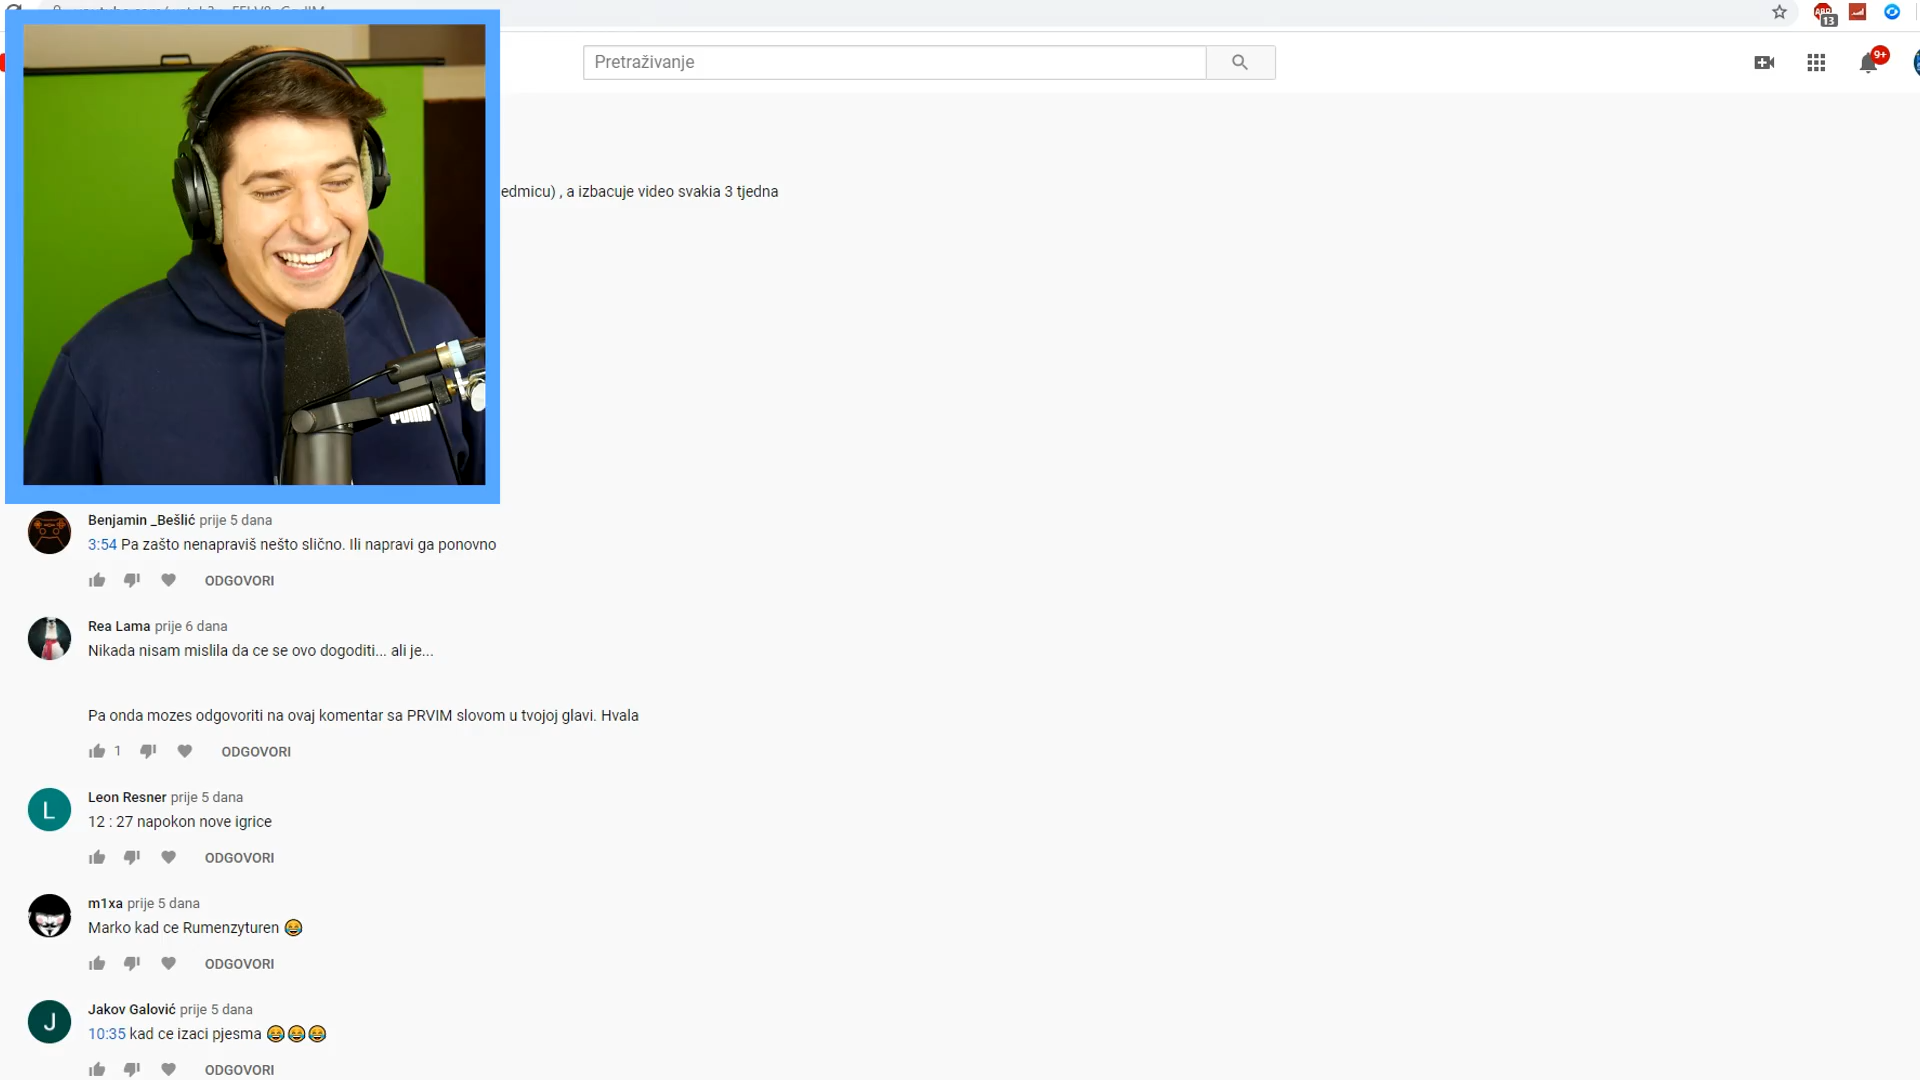 13
Pretraživanje
9+
edmicu) , a izbacuje video svakia 3 tjedna
Benjamin _Bešlić prije 5 dana
3:54 Pa zašto nenapraviš nešto slično. Ili napravi ga ponovno
ODGOVORI
Rea Lama prije 6 dana
Nikada nisam mislila da ce se ovo dogoditi... ali je...
Pa onda mozes odgovoriti na ovaj komentar sa PRVIM slovom u tvojoj glavi. Hvala
1 ODGOVORI
L
Leon Resner prije 5 dana
12 : 27 napokon nove igrice
ODGOVORI
m1xa prije 5 dana
Marko kad ce Rumenzyturen 😂
ODGOVORI
J
Jakov Galović prije 5 dana
10:35 kad ce izaci pjesma 😂😂😂
ODGOVORI